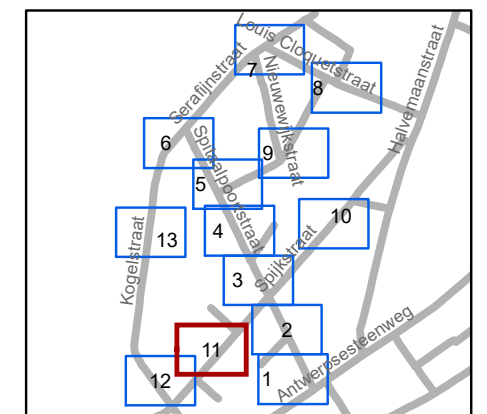 Louis Cloquetstraat
7
Serafijnstraat
Nieuwewijkstraat
8
Halvemaanstraat
6
Spitaalpoortstraat
9
5
10
4
13
Kogelstraat
Spijkstraat
3
2
11
Antwerpsesteenweg
12
1